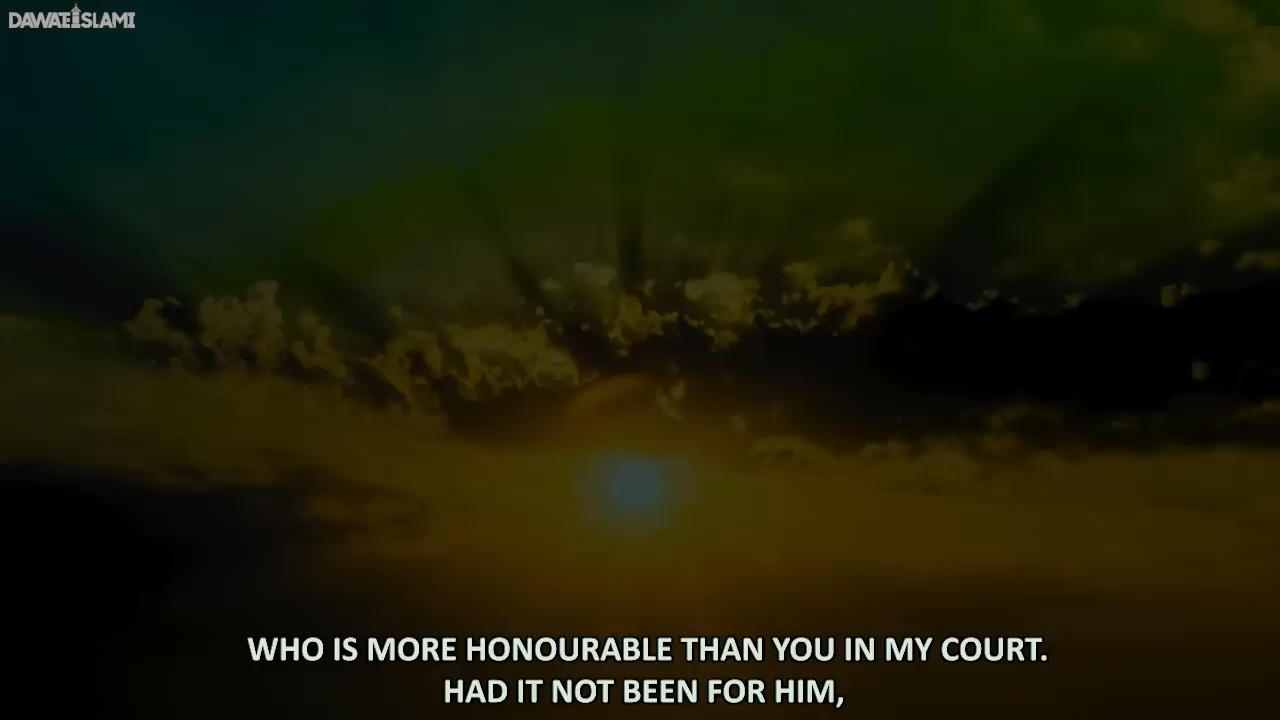 DAWATEISLAMI
WHO IS MORE HONOURABLE THAN YOU IN MY COURT.
HAD IT NOT BEEN FOR HIM,